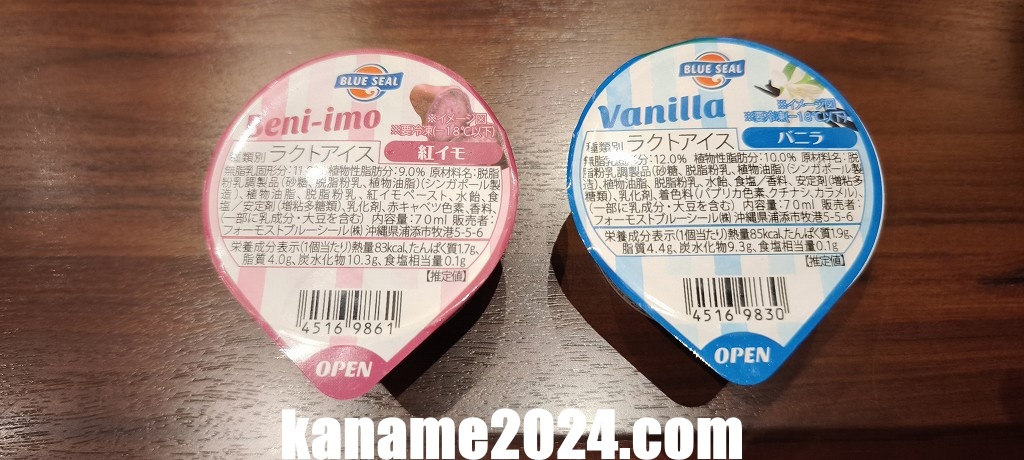 BLUE SEAL
Beni-imo
※イメージ図
※要冷凍(−18℃以下)
種類別 ラクトアイス 紅イモ
無脂乳固形分:11. 植物性脂肪分:9.0% 原材料名:脱脂
粉乳調製品(砂糖、脱脂粉乳、植物油脂)(シンガポール製
造)、植物油脂、脱脂粉乳、紅イモペースト、水飴、食
塩/安定剤(増粘多糖類)、乳化剤、赤キャベツ色素、香料、
(一部に乳成分・大豆を含む) 内容量:70ml 販売者:
フォーモストブルーシール㈱ 沖縄県浦添市牧港5-5-6
栄養成分表示(1個当たり)熱量83kcal、たんぱく質1.7g、
脂質4.0g、炭水化物10.3g、食塩相当量0.1g
【推定値】
4516 9861
OPEN
BLUE SEAL
Vanilla
※イメージ図
※要冷凍(−18℃以下)
種類別 ラクトアイス バニラ
無脂乳固形分:12.0% 植物性脂肪分:10.0% 原材料名:脱
脂粉乳調製品(砂糖、脱脂粉乳、植物油脂)(シンガポール製
造)、植物油脂、脱脂粉乳、水飴、食塩/香料、安定剤(増粘多
糖類)、乳化剤、着色料(パプリカ色素、クチナシ、カラメル)、
(一部に乳成分・大豆を含む) 内容量:70ml 販売者:
フォーモストブルーシール㈱ 沖縄県浦添市牧港5-5-6
栄養成分表示(1個当たり)熱量85kcal、たんぱく質1.9g、
脂質4.4g、炭水化物9.3g、食塩相当量0.1g
【推定値】
4516 9830
OPEN
kaname2024.com